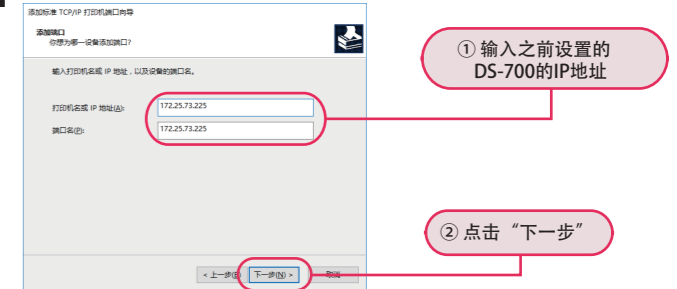 添加标准 TCP/IP 打印机端口向导
添加端口
你想为哪一设备添加端口?
输入打印机名或 IP 地址，以及设备的端口名。
打印机名或 IP 地址(A):
172.25.73.225
端口名(P):
172.25.73.225
< 上一步(B)
下一步(N) >
取消
① 输入之前设置的
DS-700的IP地址
② 点击“下一步”